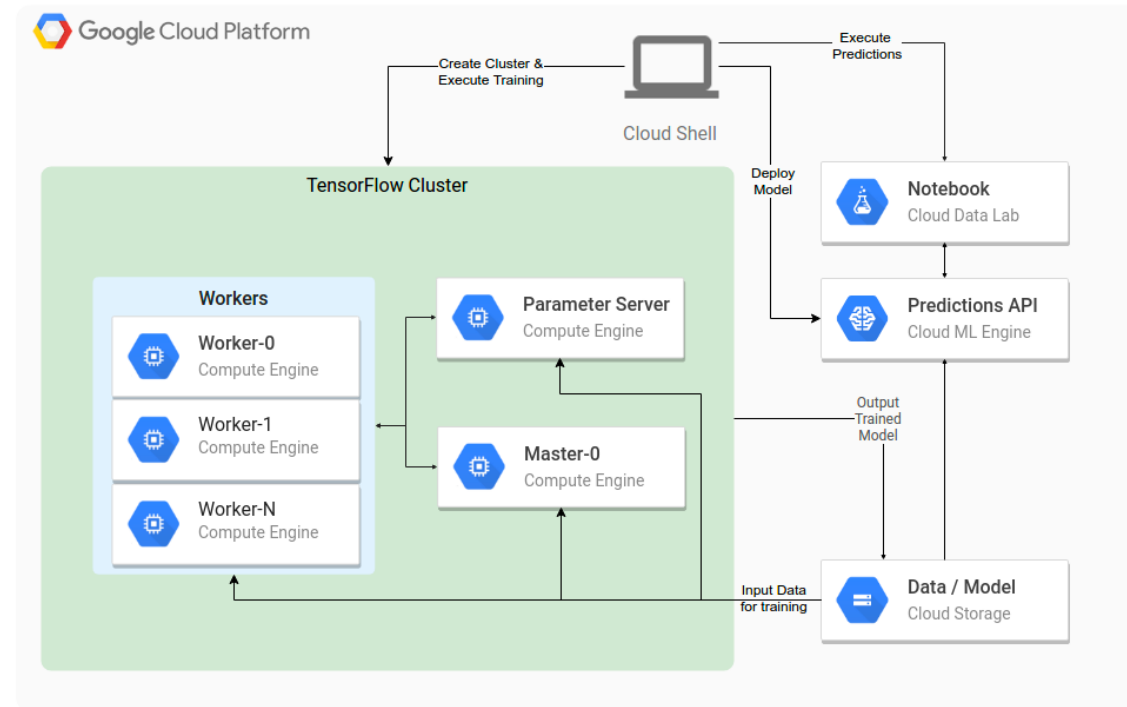 Google Cloud Platform
Execute
Predictions
Create Cluster &
Execute Training
Cloud Shell
TensorFlow Cluster
Deploy
Model
Notebook
Cloud Data Lab
Workers
Worker-0
Compute Engine
Worker-1
Compute Engine
Worker-N
Compute Engine
Parameter Server
Compute Engine
Master-0
Compute Engine
Predictions API
Cloud ML Engine
Output
Trained
Model
Input Data
for training
Data / Model
Cloud Storage